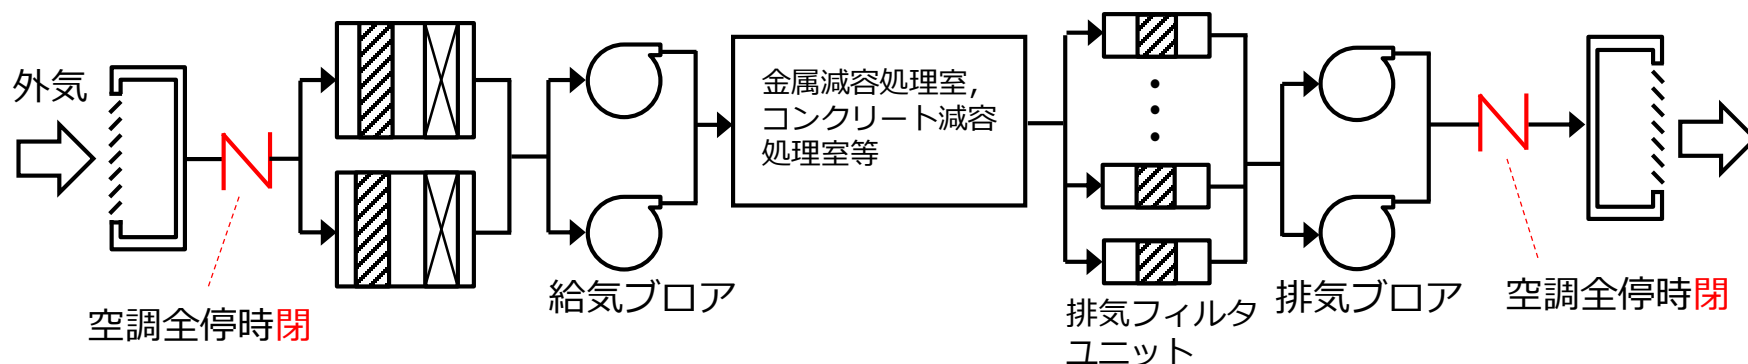 外気
空調全停時閉
給気ブロア
金属減容処理室,
コンクリート減容
処理室等
排気フィルタ
ユニット
排気ブロア
空調全停時閉